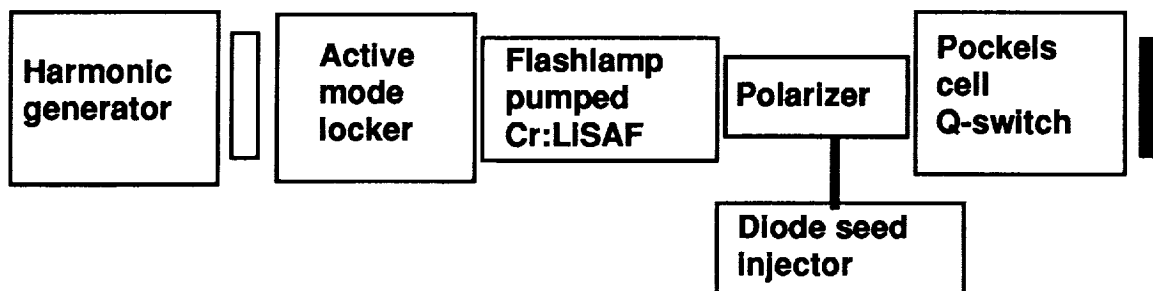 Harmonic
generator
Active
mode
locker
Flashlamp
pumped
Cr:LiSAF
Polarizer
Pockels
cell
Q-switch
Diode seed
injector